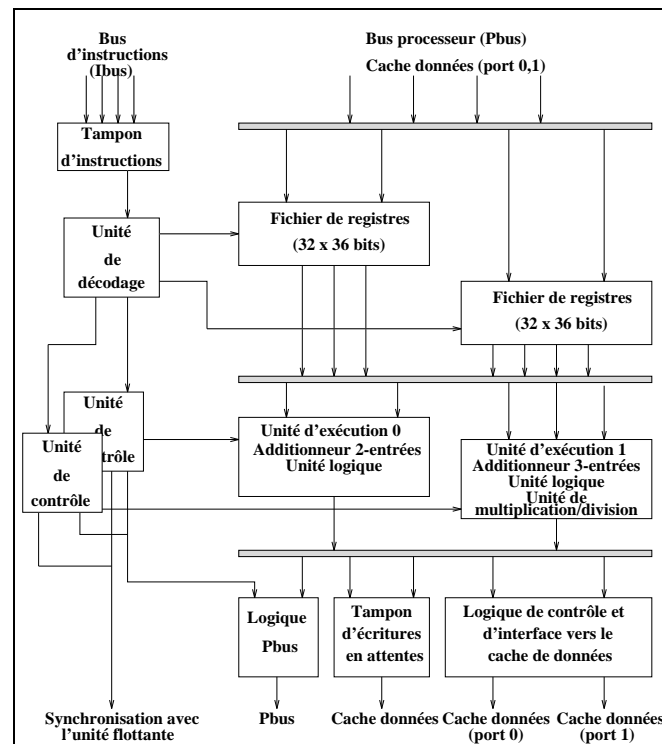 Bus
d'instructions
(Ibus)
Bus processeur (Pbus)
Cache données (port 0,1)
Tampon
d'instructions
Unité
de
décodage
Fichier de registres
(32 x 36 bits)
Fichier de registres
(32 x 36 bits)
Unité
de
contrôle
Unité
de
contrôle
Unité d'exécution 0
Additionneur 2-entrées
Unité logique
Unité d'exécution 1
Additionneur 3-entrées
Unité logique
Unité de
multiplication/division
Logique
Pbus
Tampon
d'écritures
en attentes
Logique de contrôle et
d'interface vers le
cache de données
Synchronisation avec
l'unité flottante
Pbus
Cache données
Cache données
(port 0)
Cache données
(port 1)